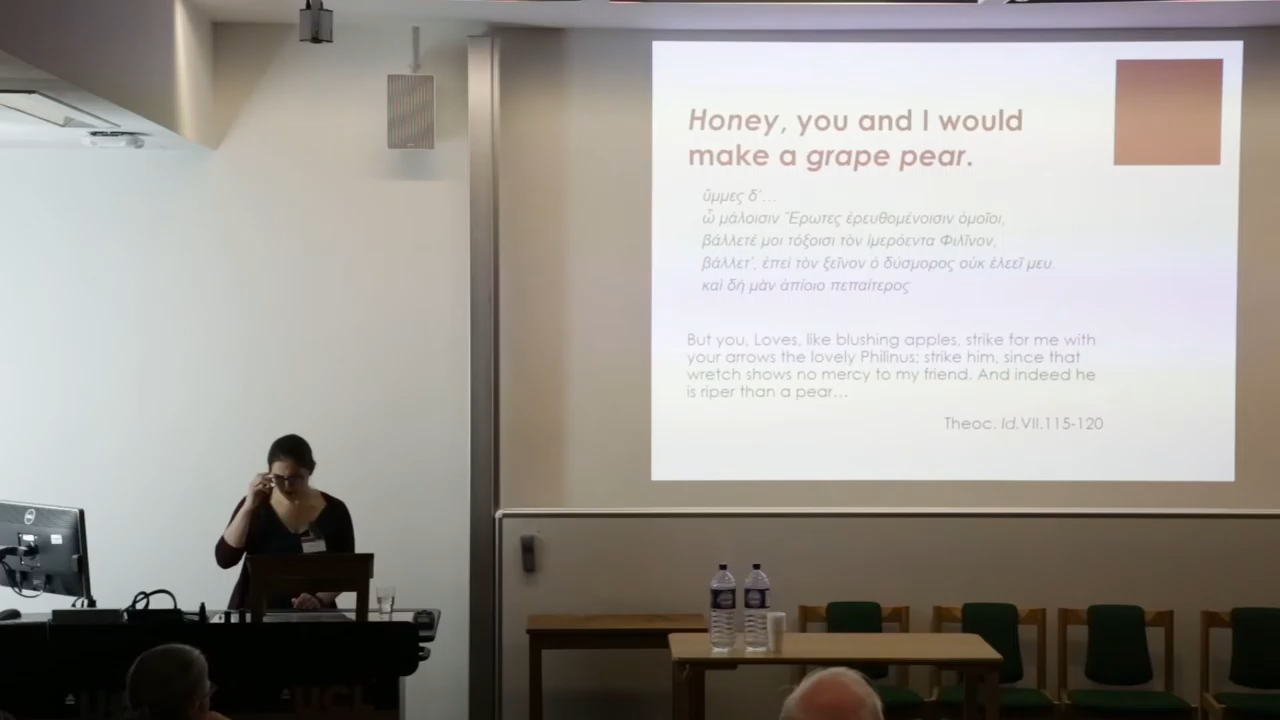 Honey, you and I would
make a grape pear.
ὔμμες δ’…
ὦ μάλοισιν Ἔρωτες ἐρευθομένοισιν ὁμοῖοι,
βάλλετέ μοι τόξοισι τὸν ἱμερόεντα Φιλῖνον,
βάλλετ’, ἐπεὶ τὸν ξεῖνον ὁ δύσμορος οὐκ ἐλεεῖ μευ.
καὶ δὴ μὰν ἀπίοιο πεπαίτερος
But you, Loves, like blushing apples, strike for me with
your arrows the lovely Philinus; strike him, since that
wretch shows no mercy to my friend. And indeed he
is riper than a pear…
Theoc. Id.VII.115-120
DELL
UCL
UCL